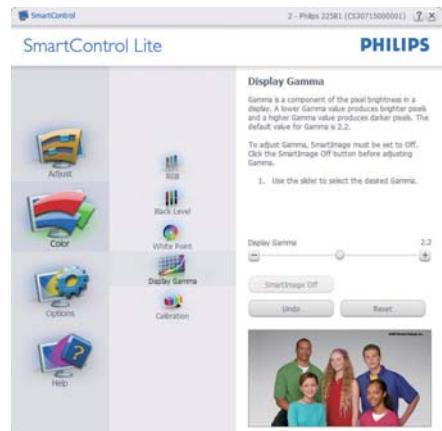 SmartControl
2 - Philips 225B1 (CS30715000001)
SmartControl Lite
PHILIPS
Adjust
Color
Options
Help
RGB
Black Level
White Point
Display Gamma
Calibration
Display Gamma
Gamma is a component of the pixel brightness in a
display. A lower Gamma value produces brighter pixels
and a higher Gamma value produces darker pixels. The
default value for Gamma is 2.2.
To adjust Gamma, SmartImage must be set to Off.
Click the SmartImage Off button before adjusting
Gamma.
1. Use the slider to select the desired Gamma.
Display Gamma
2.2
SmartImage Off
Undo
Reset